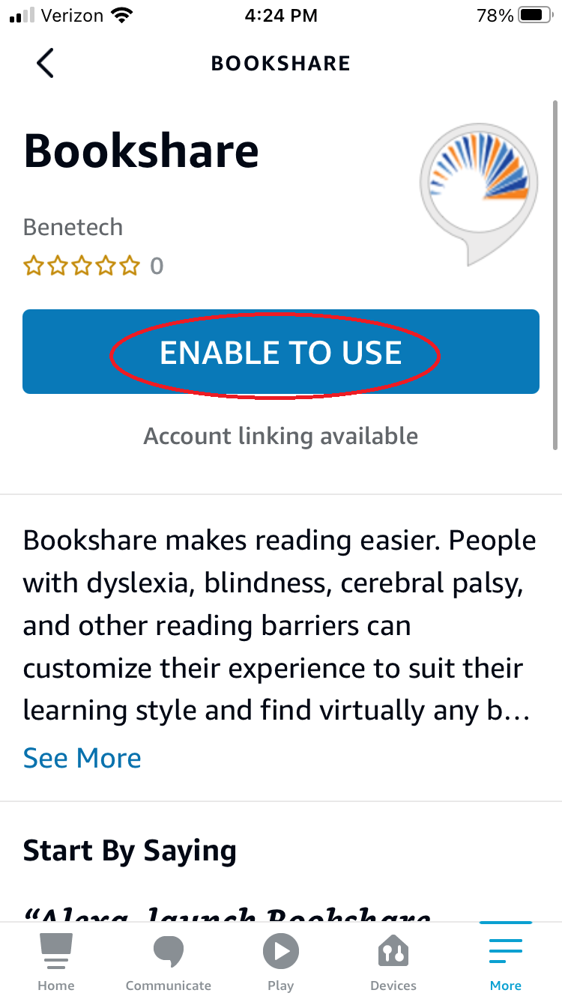 Verizon 4:24 PM 78%
BOOKSHARE
Bookshare
Benetech
0
ENABLE TO USE
Account linking available
Bookshare makes reading easier. People
with dyslexia, blindness, cerebral palsy,
and other reading barriers can
customize their experience to suit their
learning style and find virtually any b...
See More
Start By Saying
“Alexa, launch Bookshare
Home Communicate Play Devices More